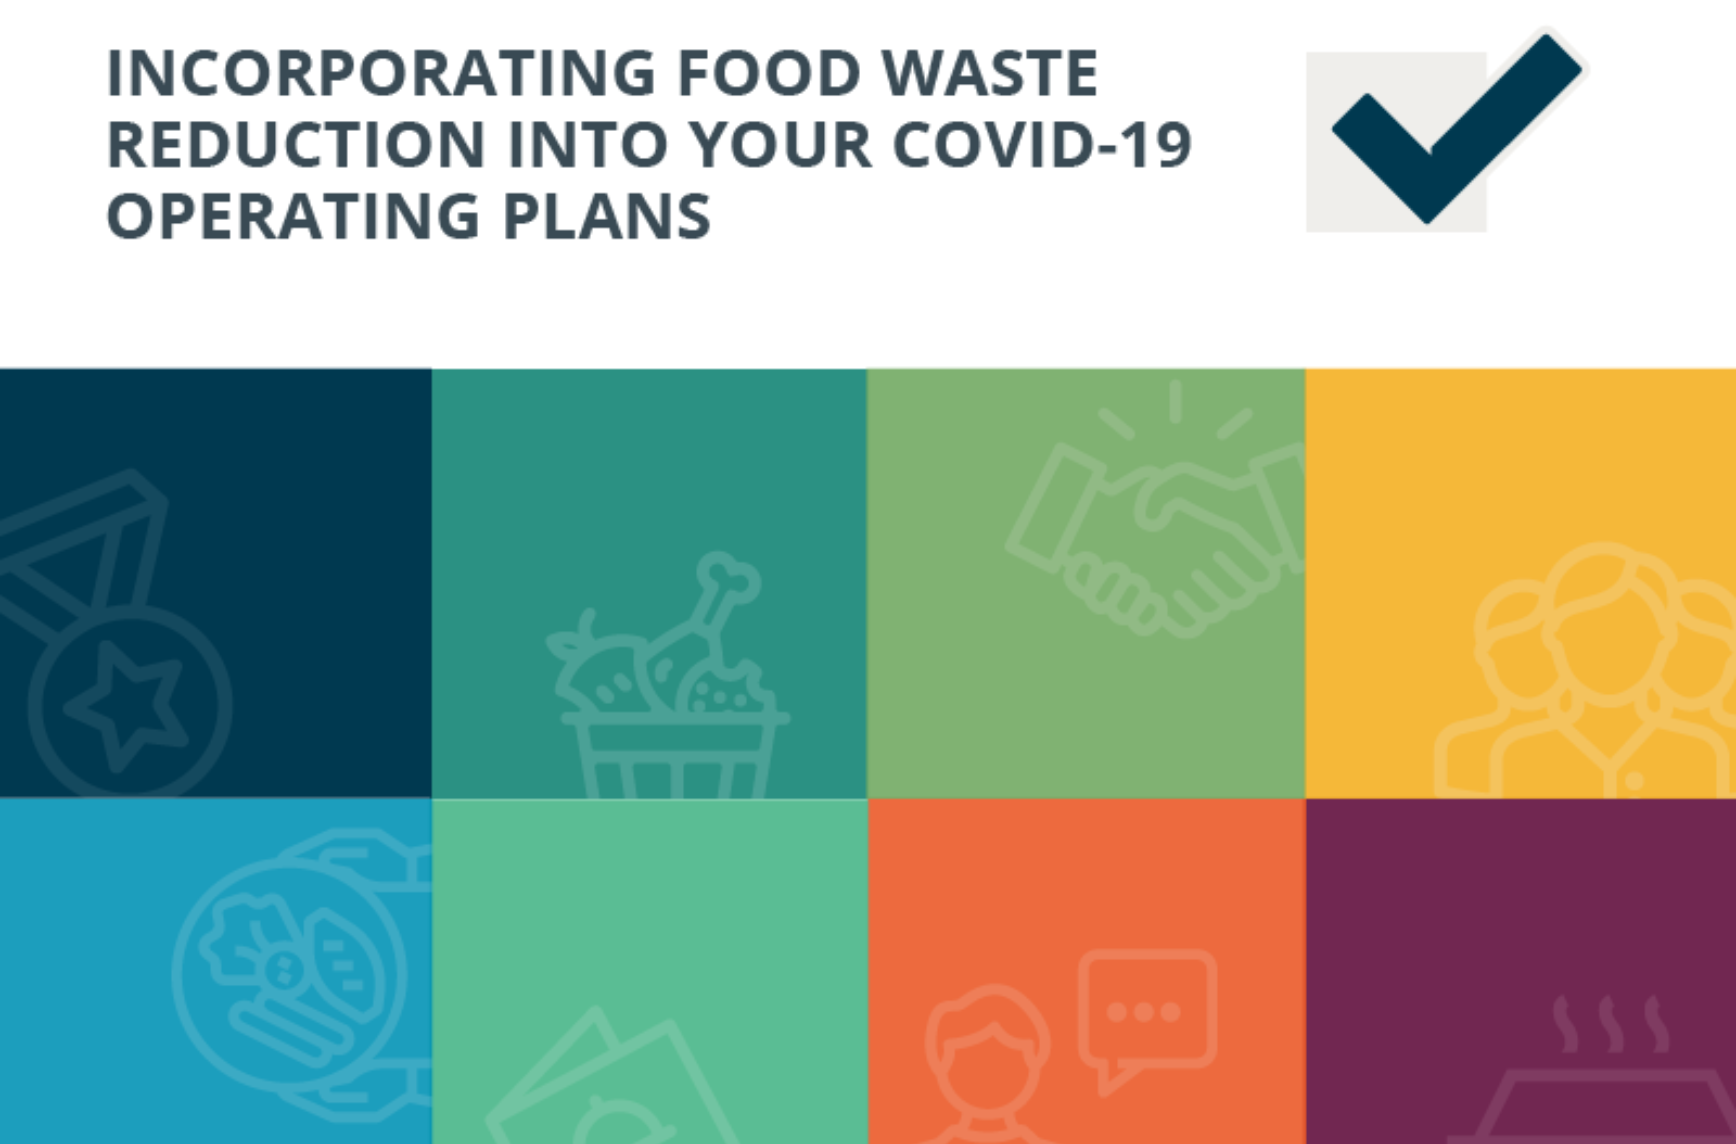 INCORPORATING FOOD WASTE
REDUCTION INTO YOUR COVID-19
OPERATING PLANS